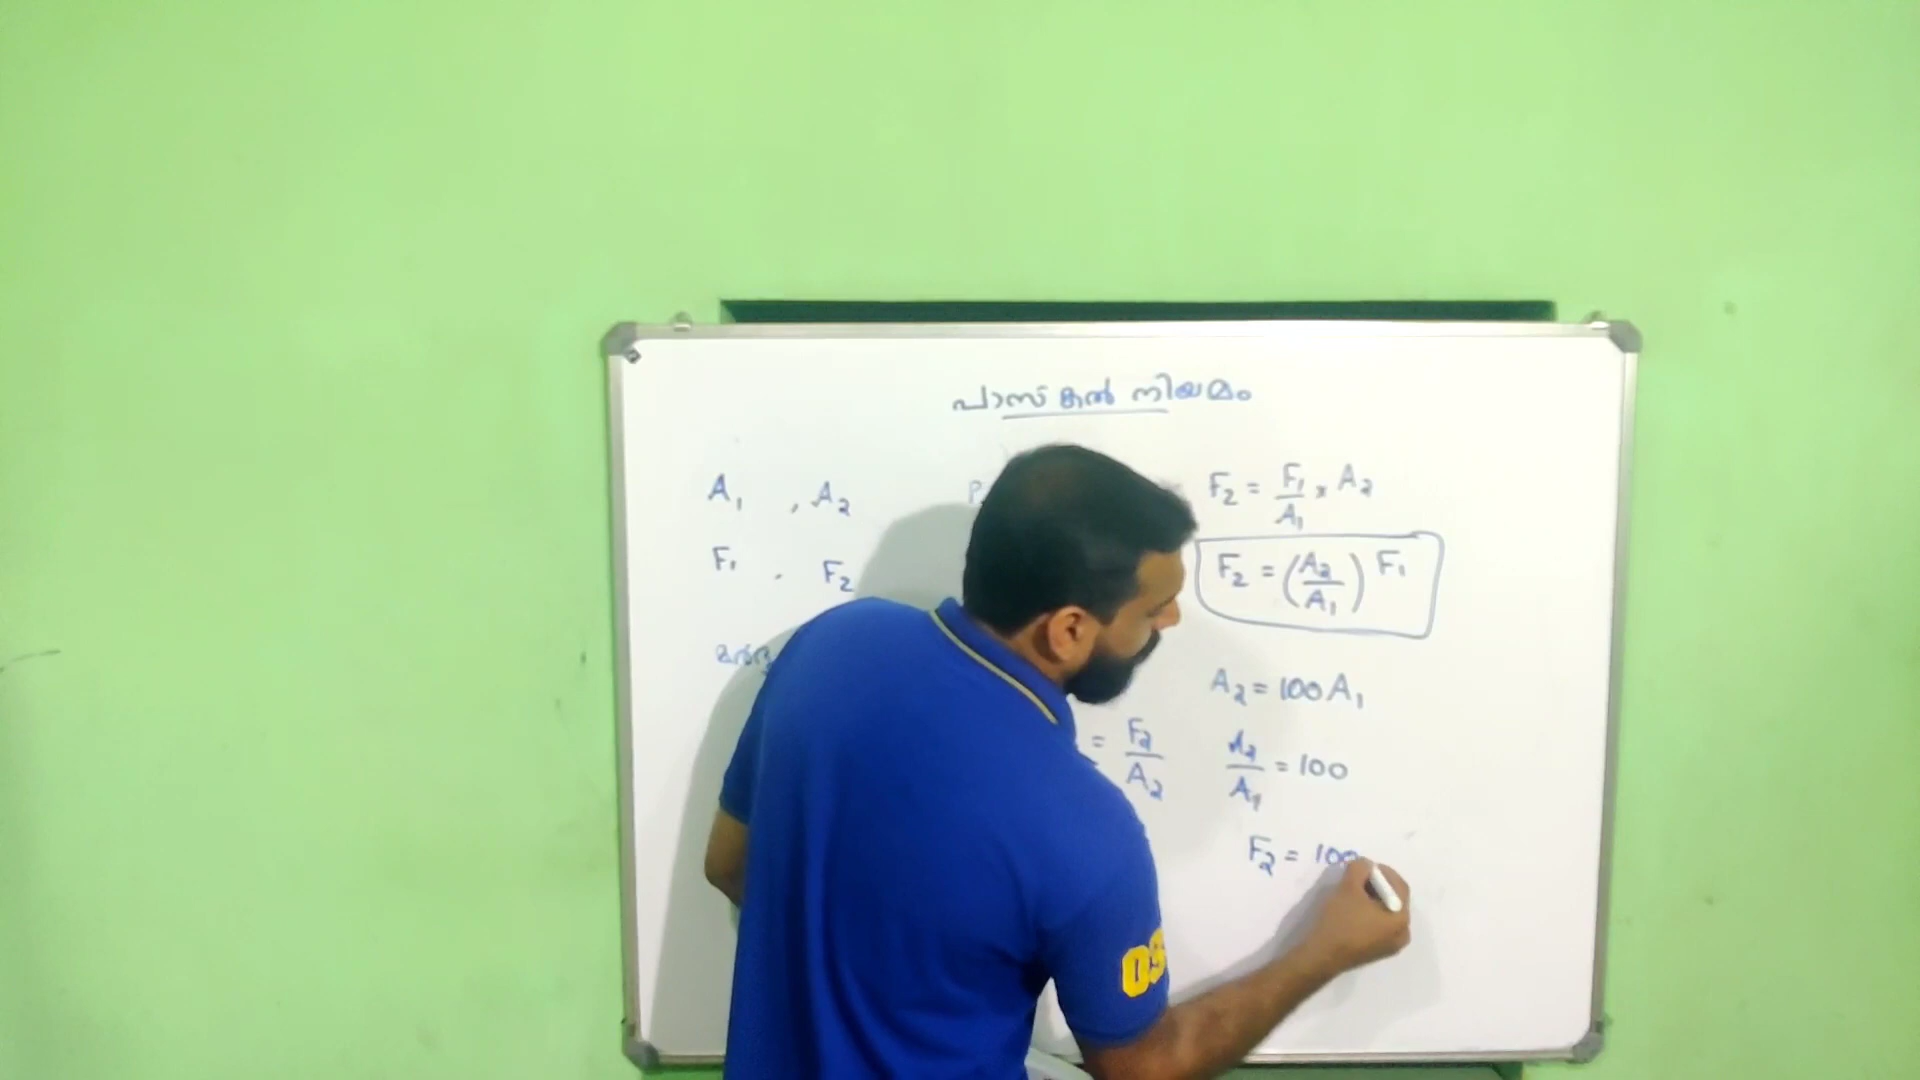 പാസ്കൽ നിയമം
A₁ , A₂
F₁ , F₂
= F₂/A₂
F₂ = F₁/A₁ × A₂
F₂ = (A₂/A₁) F₁
A₂ = 100 A₁
A₂/A₁ = 100
F₂ = 100